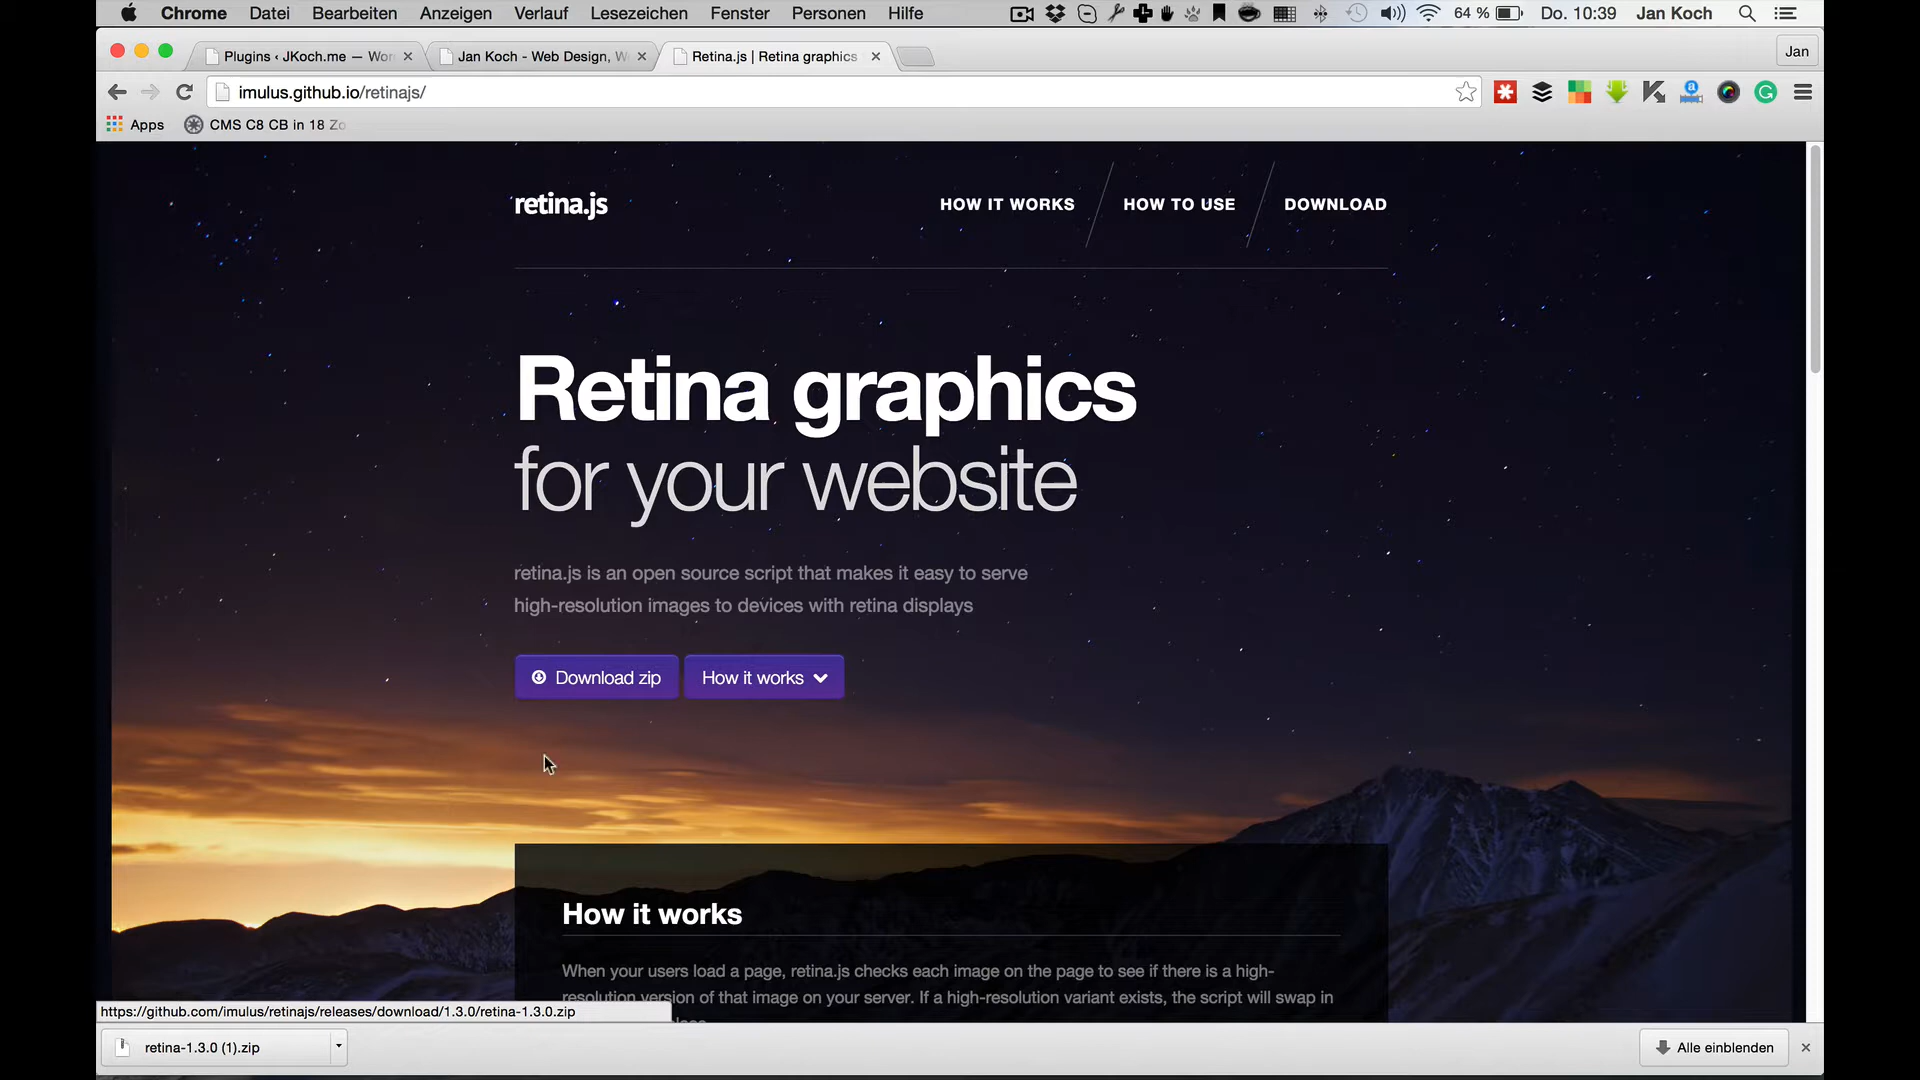 Chrome Datei Bearbeiten Anzeigen Verlauf Lesezeichen Fenster Personen Hilfe 64 % Do. 10:39 Jan Koch
Plugins ‹ JKoch.me — Wor
Jan Koch - Web Design, W
Retina.js | Retina graphics
Jan
imulus.github.io/retinajs/
Apps CMS C8 CB in 18 Zo
retina.js
HOW IT WORKS HOW TO USE DOWNLOAD
Retina graphics
for your website
retina.js is an open source script that makes it easy to serve
high-resolution images to devices with retina displays
Download zip How it works
How it works
When your users load a page, retina.js checks each image on the page to see if there is a high-
resolution version of that image on your server. If a high-resolution variant exists, the script will swap in
https://github.com/imulus/retinajs/releases/download/1.3.0/retina-1.3.0.zip
retina-1.3.0 (1).zip Alle einblenden